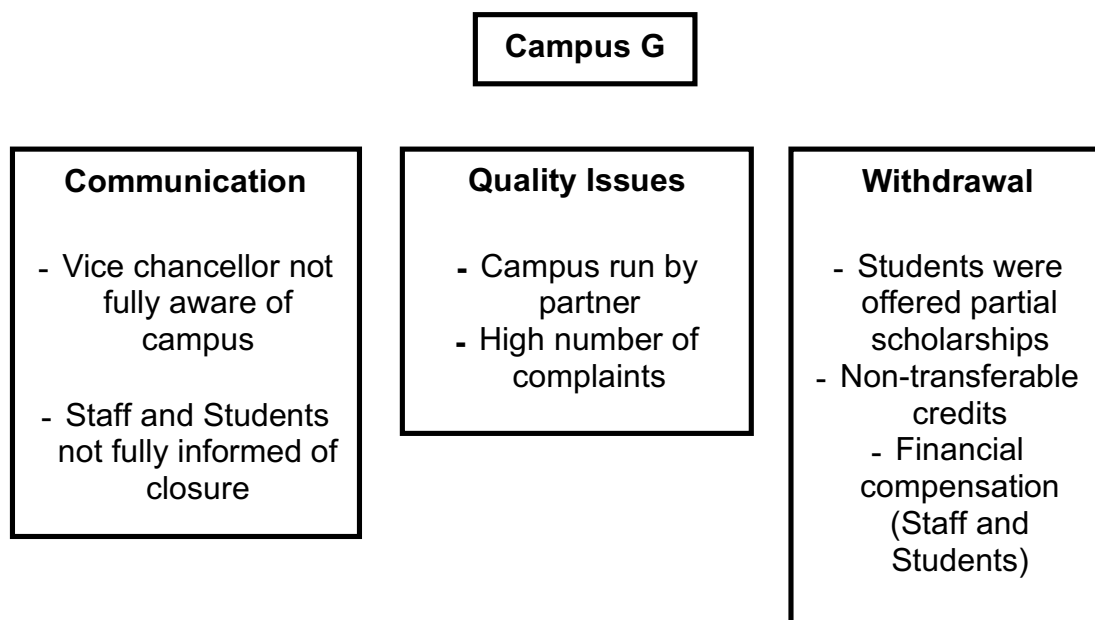 Campus G
Communication
- Vice chancellor not
fully aware of
campus
- Staff and Students
not fully informed of
closure
Quality Issues
- Campus run by
partner
- High number of
complaints
Withdrawal
- Students were
offered partial
scholarships
- Non-transferable
credits
- Financial
compensation
(Staff and
Students)